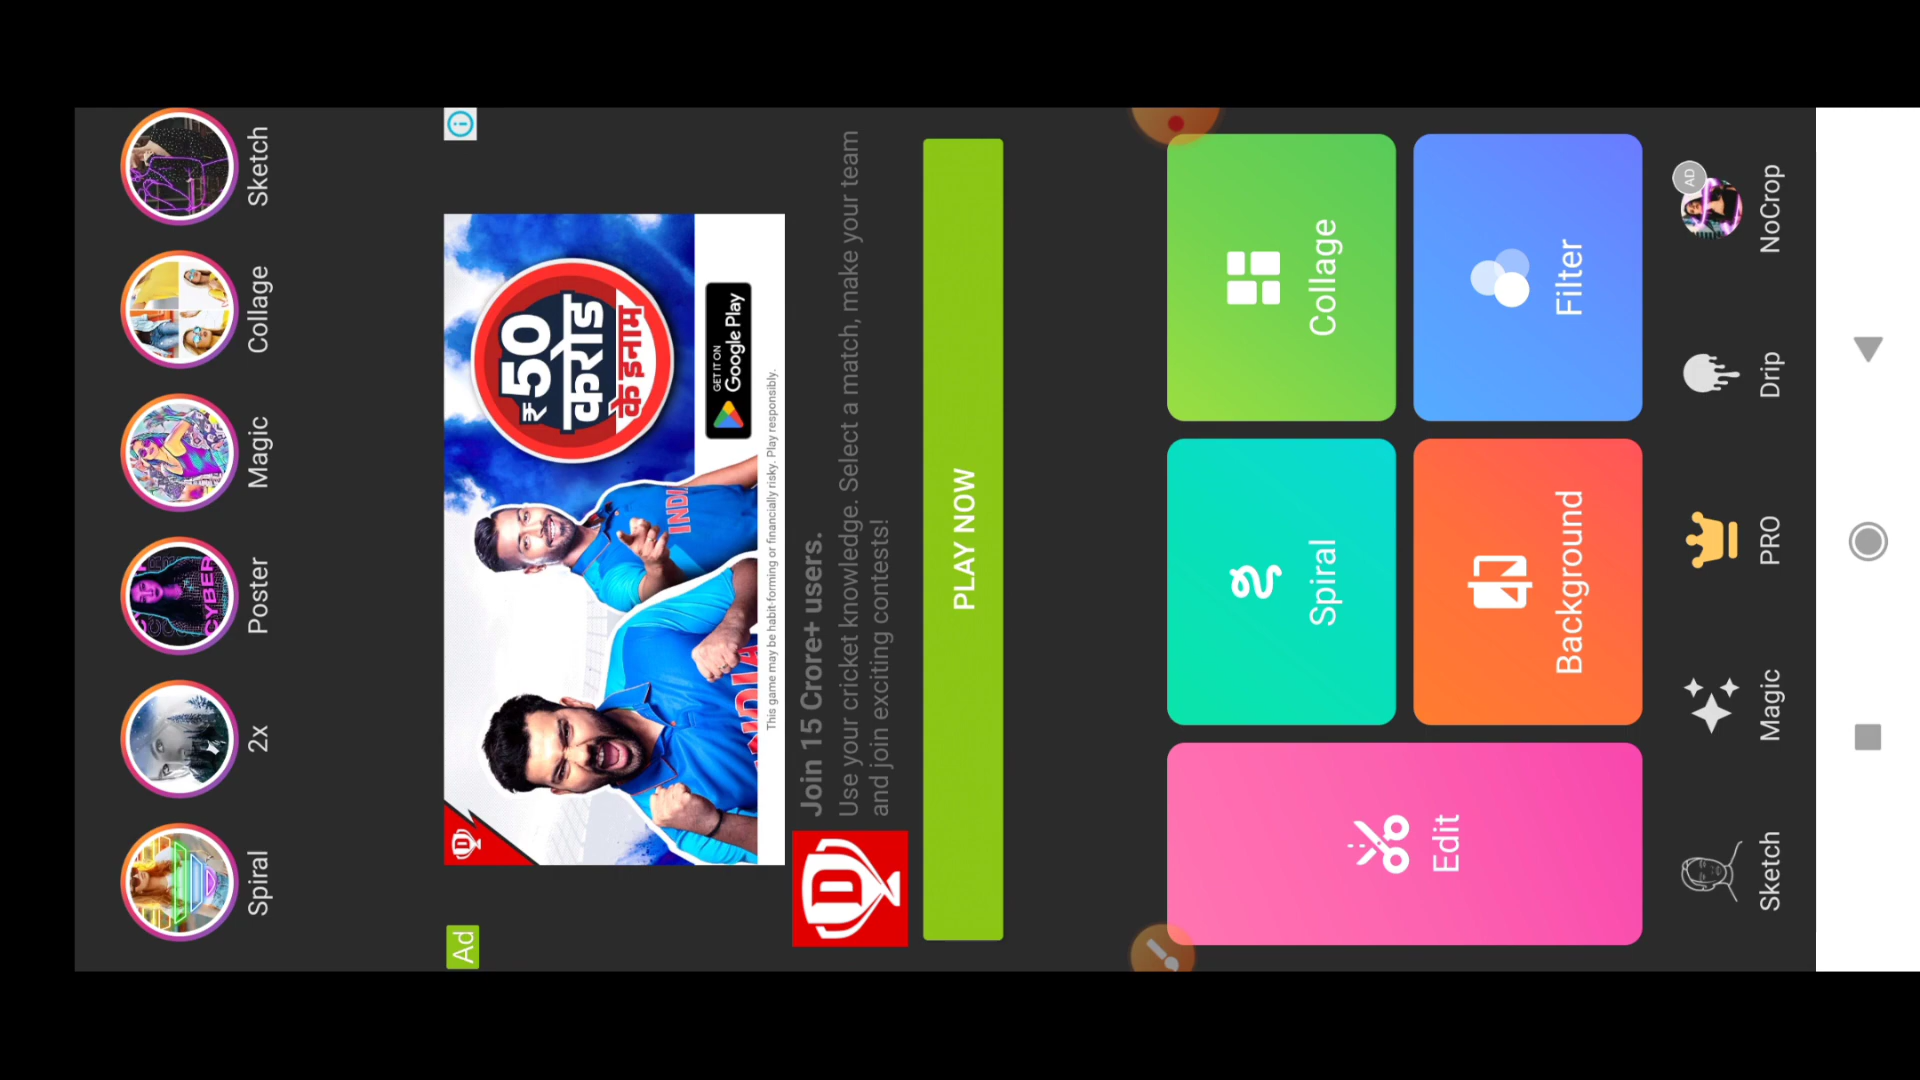 Spiral
2x
Poster
Magic
Collage
Sketch
CYBER
Ad
D
₹50
करोड़
के इनाम
INDIA
INDIA
GET IT ON
Google Play
This game may be habit-forming or financially risky. Play responsibly.
D
Join 15 Crore+ users.
Use your cricket knowledge. Select a match, make your team
and join exciting contests!
PLAY NOW
Edit
Spiral
Collage
Background
Filter
Sketch
Magic
PRO
Drip
AD
NoCrop